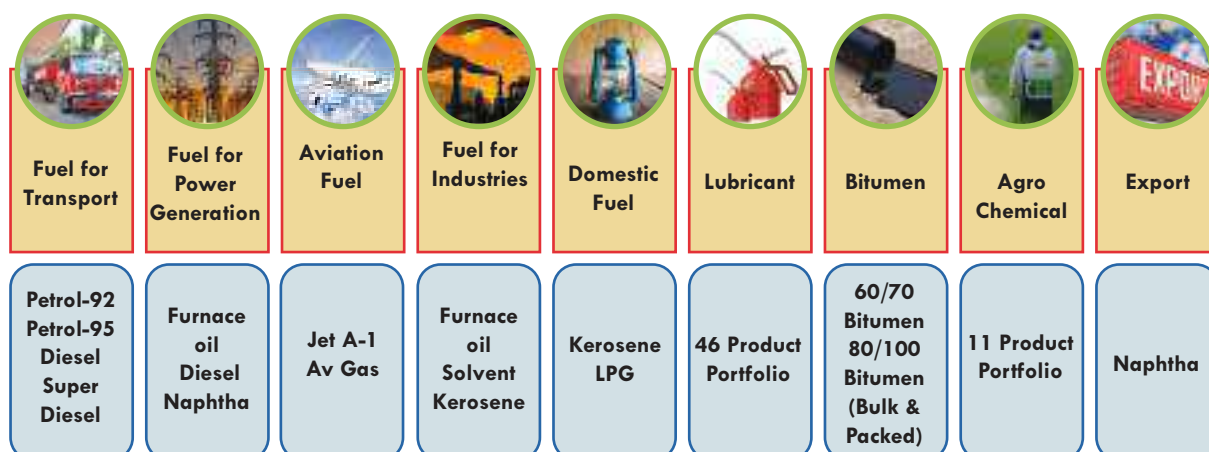 EXPORT
Fuel for
Transport
Fuel for
Power
Generation
Aviation
Fuel
Fuel for
Industries
Domestic
Fuel
Lubricant
Bitumen
Agro
Chemical
Export
Petrol-92
Petrol-95
Diesel
Super
Diesel
Furnace
oil
Diesel
Naphtha
Jet A-1
Av Gas
Furnace
oil
Solvent
Kerosene
Kerosene
LPG
46 Product
Portfolio
60/70
Bitumen
80/100
Bitumen
(Bulk &
Packed)
11 Product
Portfolio
Naphtha